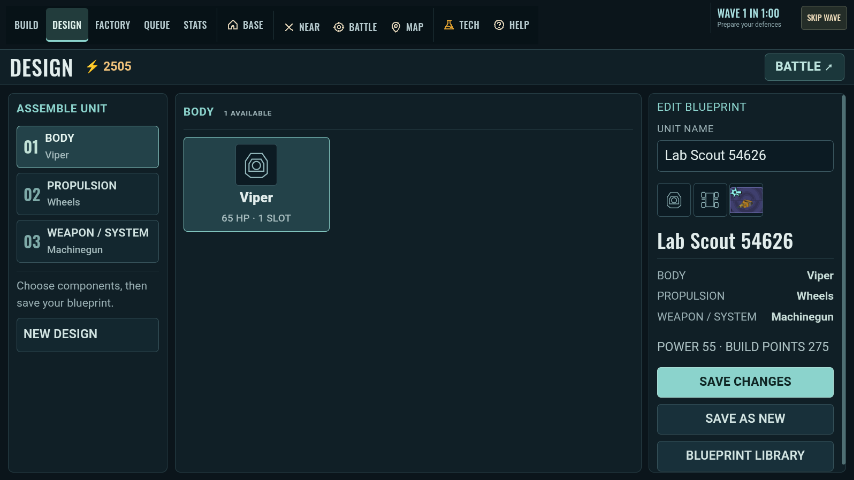 BUILD
DESIGN
FACTORY
QUEUE
STATS
BASE
NEAR
BATTLE
MAP
TECH
HELP
WAVE 1 IN 1:00
Prepare your defences
SKIP WAVE
DESIGN
⚡ 2505
BATTLE ↗
ASSEMBLE UNIT
01 BODY
Viper
02 PROPULSION
Wheels
03 WEAPON / SYSTEM
Machinegun
Choose components, then
save your blueprint.
NEW DESIGN
BODY 1 AVAILABLE
Viper
65 HP · 1 SLOT
EDIT BLUEPRINT
UNIT NAME
Lab Scout 54626
Lab Scout 54626
BODY Viper
PROPULSION Wheels
WEAPON / SYSTEM Machinegun
POWER 55 · BUILD POINTS 275
SAVE CHANGES
SAVE AS NEW
BLUEPRINT LIBRARY